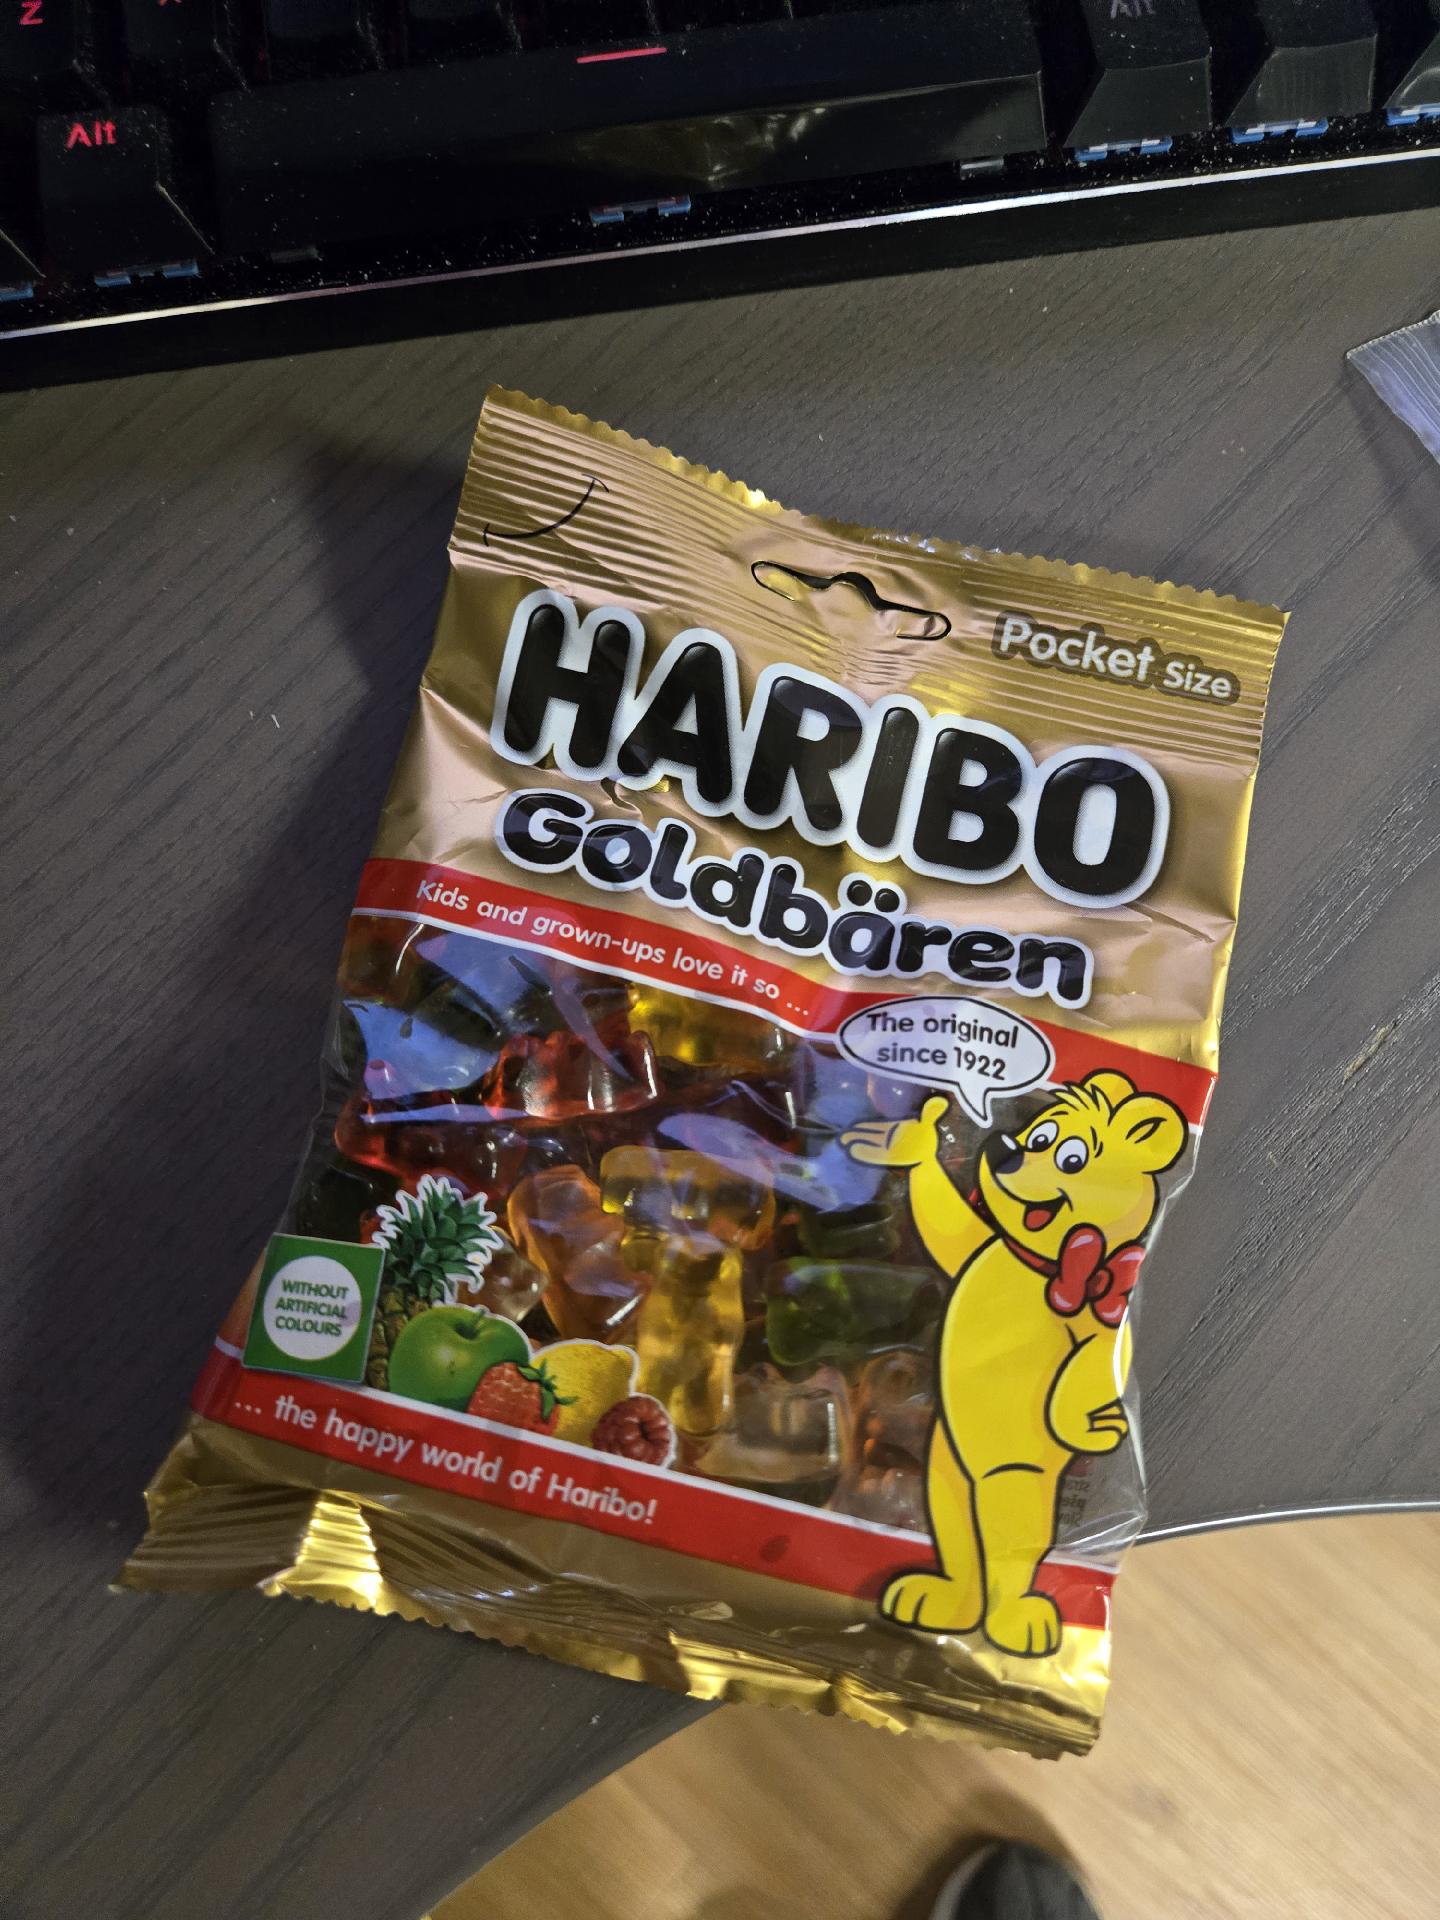 Z
Alt
Alt
Pocket Size
HARIBO
Goldbären
Kids and grown-ups love it so ...
The original
since 1922
WITHOUT
ARTIFICIAL
COLOURS
... the happy world of Haribo!